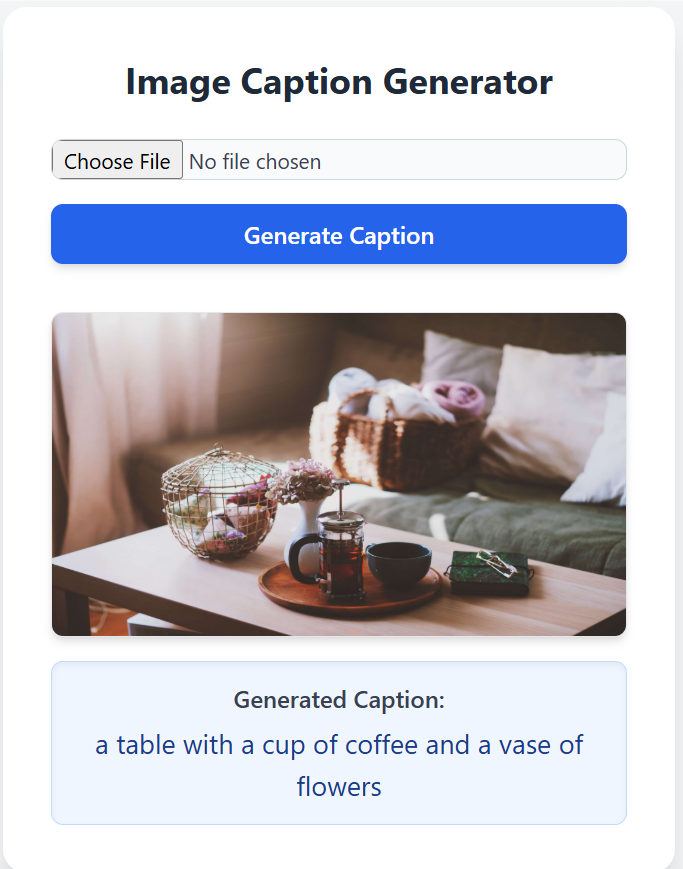 Image Caption Generator
Choose File No file chosen
Generate Caption
Generated Caption:
a table with a cup of coffee and a vase of
flowers